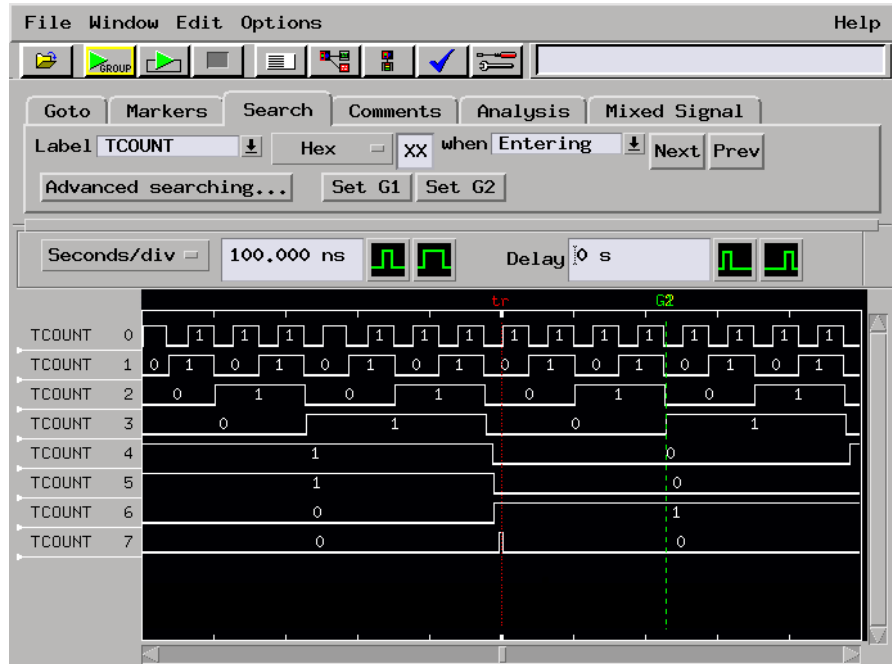 File Window Edit Options Help
GROUP
Goto Markers Search Comments Analysis Mixed Signal
Label TCOUNT Hex XX when Entering Next Prev
Advanced searching... Set G1 Set G2
Seconds/div 100.000 ns Delay 0 s
tr G2
TCOUNT 0 1 1 1 1 1 1 1 1 1 1 1 1
TCOUNT 1 0 1 0 1 0 1 0 1 0 1 0 1 0 1 0 1
TCOUNT 2 0 1 0 1 0 1 0 1
TCOUNT 3 0 1 0 1
TCOUNT 4 1 0
TCOUNT 5 1 0
TCOUNT 6 0 1
TCOUNT 7 0 0